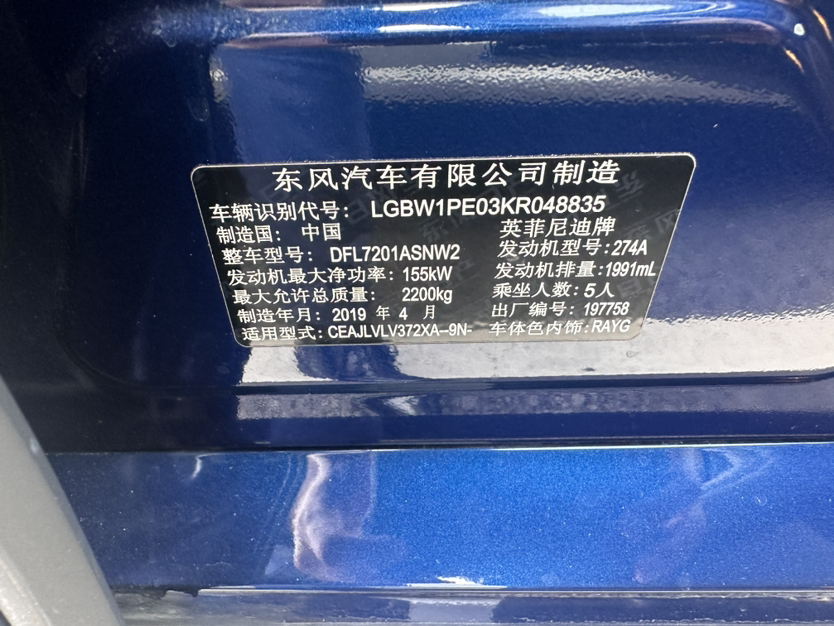 东风汽车有限公司制造
车辆识别代号： LGBW1PE03KR048835
制造国： 中国 英菲尼迪牌
整车型号： DFL7201ASNW2 发动机型号:274A
发动机最大净功率：155kW 发动机排量:1991mL
最大允许总质量： 2200kg 乘坐人数：5人
制造年月：2019 年 4 月 出厂编号：197758
适用型式：CEAJLVLV372XA-9N- 车体色内饰:RAYG